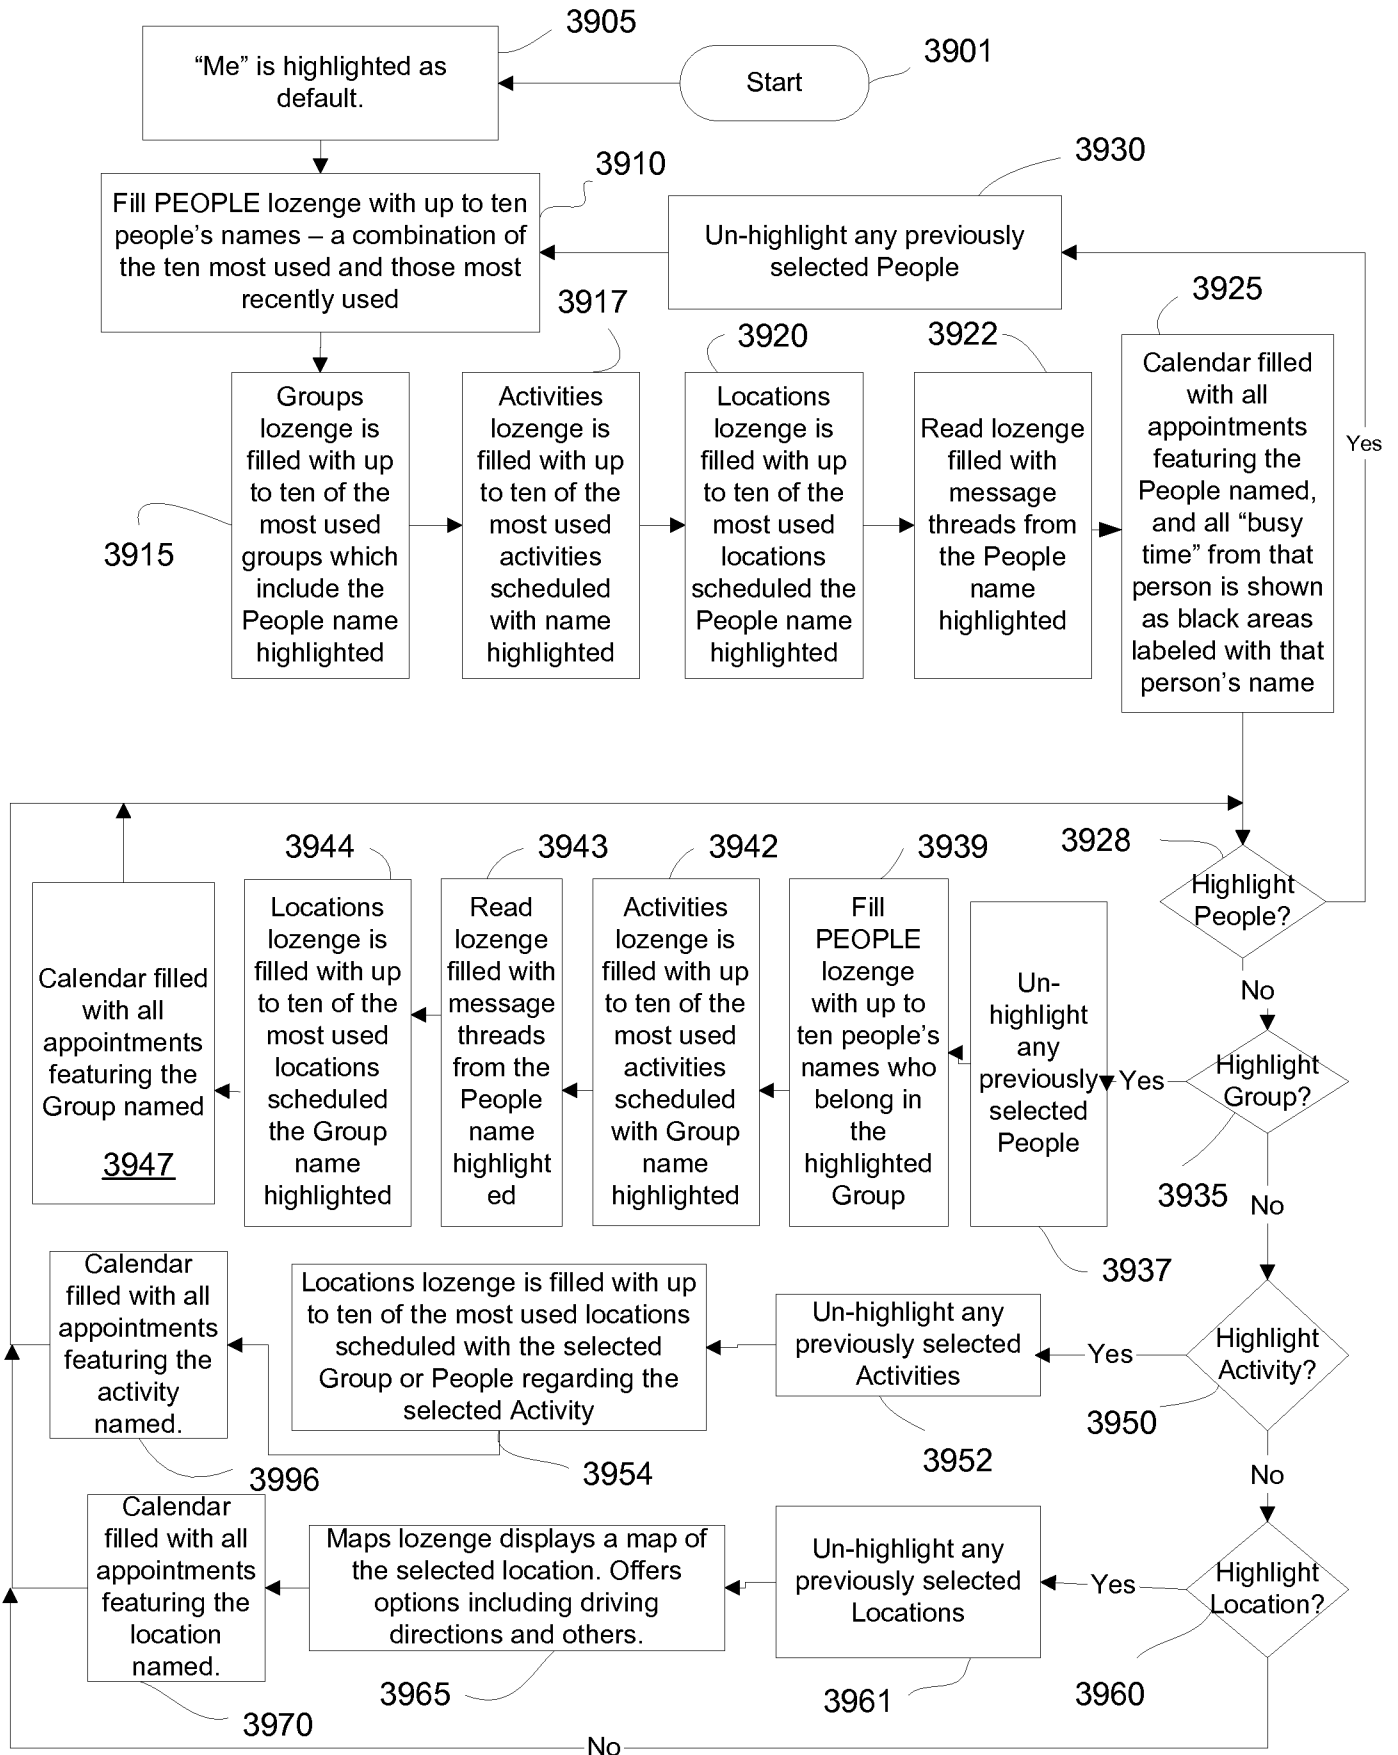 3905
“Me” is highlighted as
default.
Start
3901
3910
3930
Fill PEOPLE lozenge with up to ten
people’s names – a combination of
the ten most used and those most
recently used
Un-highlight any previously
selected People
3917
3920
3922
3925
Groups
lozenge is
filled with up
to ten of the
most used
groups which
include the
People name
highlighted
3915
Activities
lozenge is
filled with up
to ten of the
most used
activities
scheduled
with name
highlighted
Locations
lozenge is
filled with up
to ten of the
most used
locations
scheduled the
People name
highlighted
Read lozenge
filled with
message
threads from
the People
name
highlighted
Calendar filled
with all
appointments
featuring the
People named,
and all “busy
time” from that
person is shown
as black areas
labeled with that
person’s name
Yes
3944
3943
3942
3939
3928
Highlight
People?
No
Calendar filled
with all
appointments
featuring the
Group named
3947
Locations
lozenge is
filled with up
to ten of the
most used
locations
scheduled
the Group
name
highlighted
Read
lozenge
filled with
message
threads
from the
People
name
highlight
ed
Activities
lozenge is
filled with up
to ten of the
most used
activities
scheduled
with Group
name
highlighted
Fill
PEOPLE
lozenge
with up to
ten people’s
names who
belong in
the
highlighted
Group
Un-
highlight
any
previously
selected
People
Yes
Highlight
Group?
3935
No
3937
Calendar
filled with all
appointments
featuring the
activity
named.
Locations lozenge is filled with up
to ten of the most used locations
scheduled with the selected
Group or People regarding the
selected Activity
Un-highlight any
previously selected
Activities
Yes
Highlight
Activity?
3950
3952
3954
3996
No
Calendar
filled with all
appointments
featuring the
location
named.
Maps lozenge displays a map of
the selected location. Offers
options including driving
directions and others.
Un-highlight any
previously selected
Locations
Yes
Highlight
Location?
3960
3961
3965
3970
No